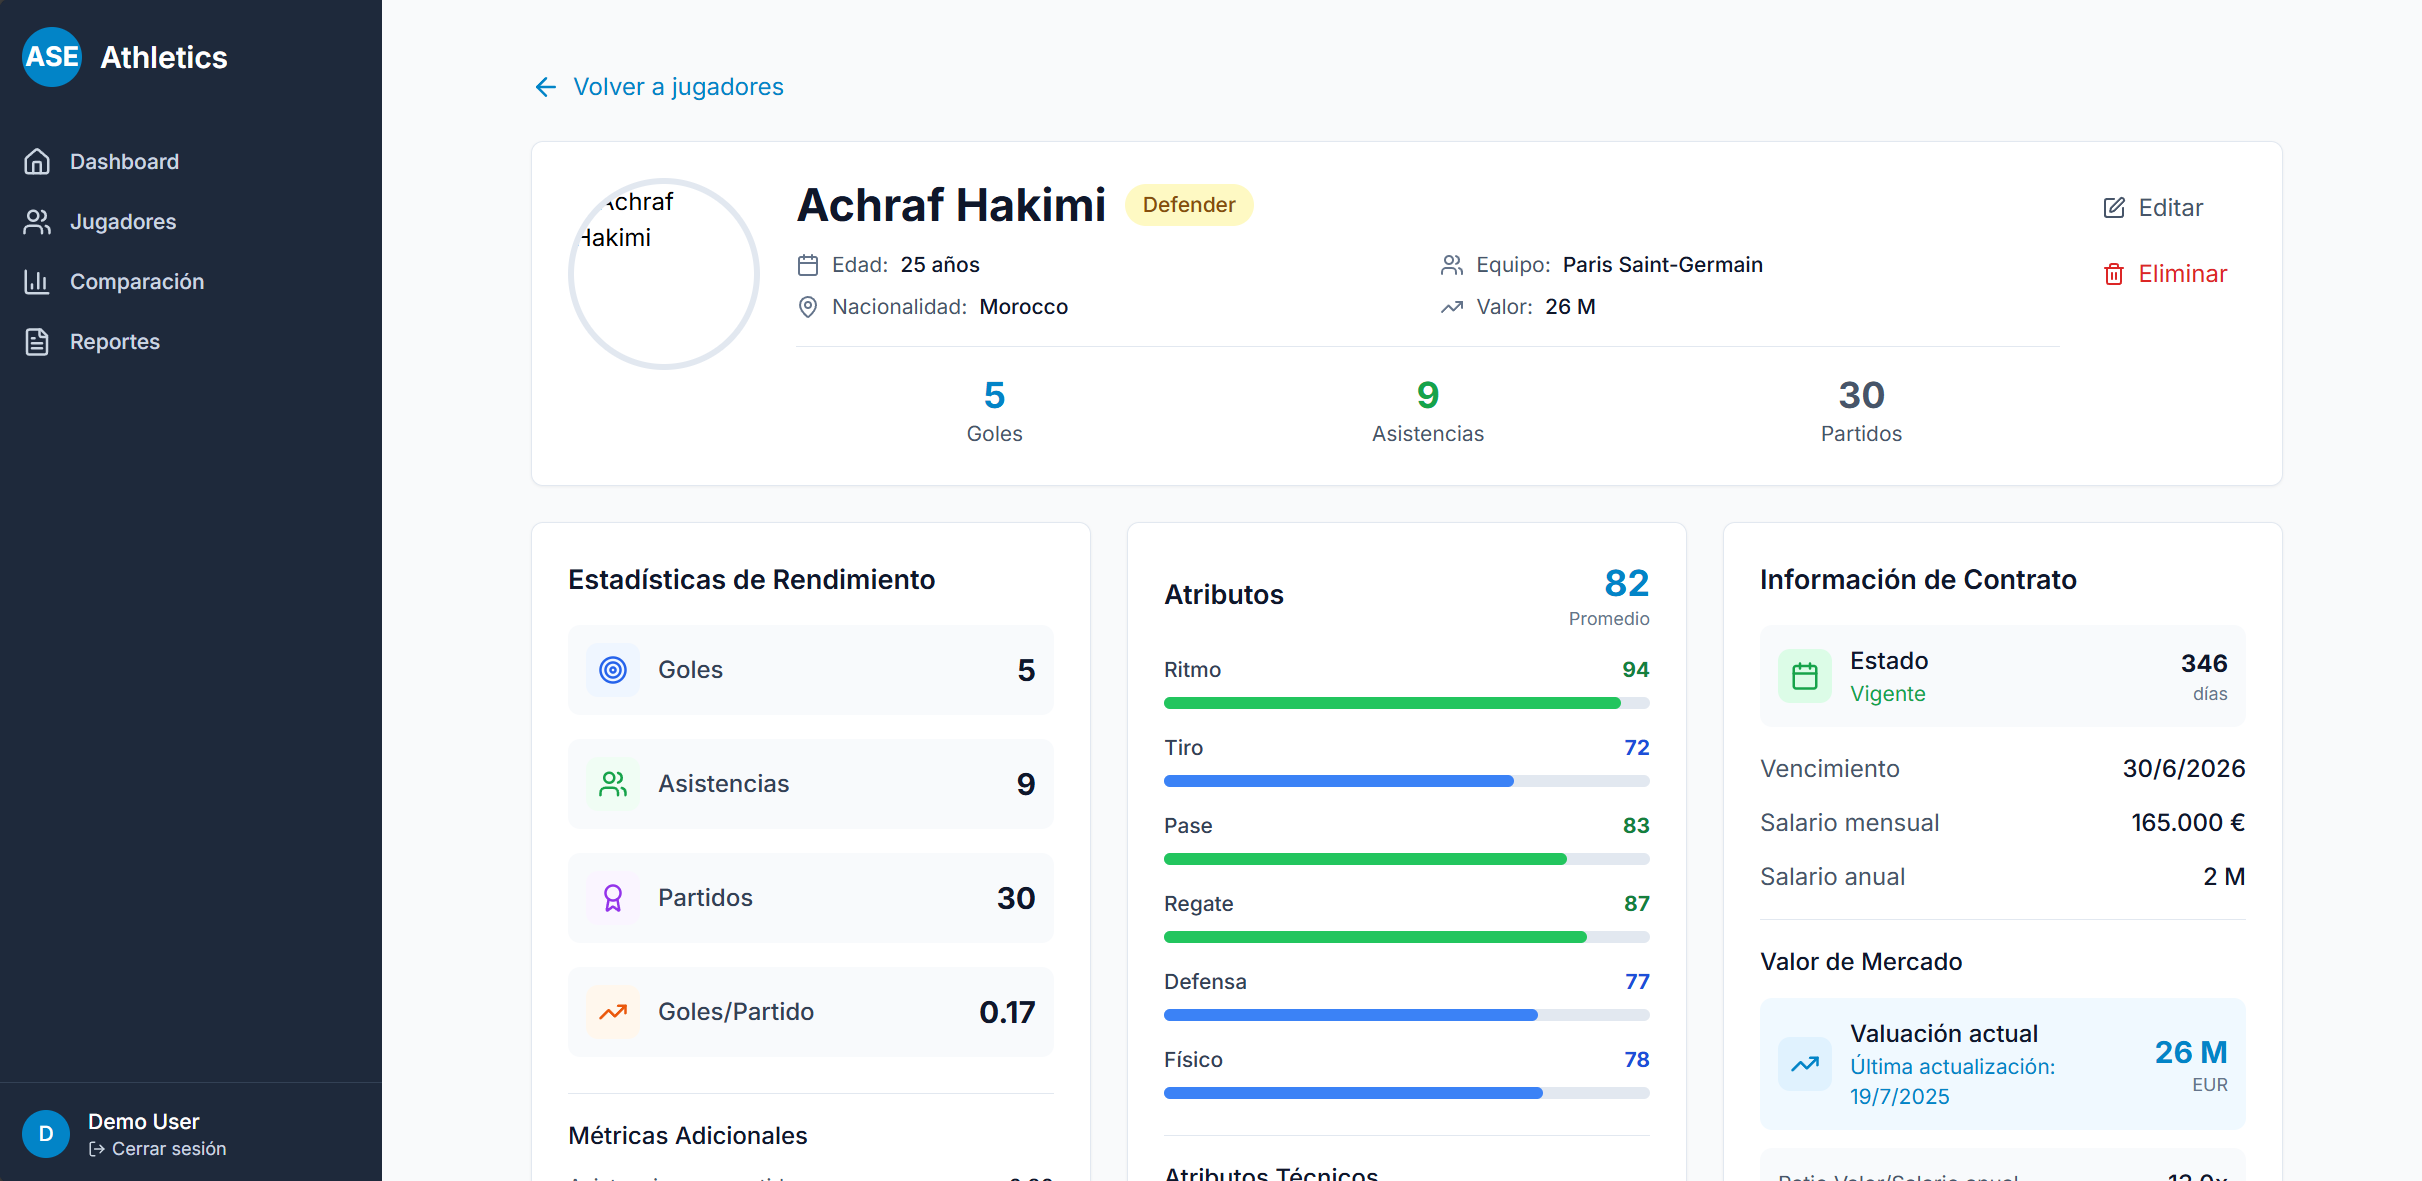 ASE Athletics
Dashboard
Jugadores
Comparación
Reportes
Demo User
D
Cerrar sesión
Volver a jugadores
Achraf
Hakimi
Achraf Hakimi Defender
Edad: 25 años
Equipo: Paris Saint-Germain
Nacionalidad: Morocco
Valor: 26 M
Editar
Eliminar
5
Goles
9
Asistencias
30
Partidos
Estadísticas de Rendimiento
Goles 5
Asistencias 9
Partidos 30
Goles/Partido 0.17
Métricas Adicionales
Atributos
82
Promedio
Ritmo 94
Tiro 72
Pase 83
Regate 87
Defensa 77
Físico 78
Atributos Técnicos
Información de Contrato
Estado
Vigente
346
días
Vencimiento 30/6/2026
Salario mensual 165.000 €
Salario anual 2 M
Valor de Mercado
Valuación actual
Última actualización:
19/7/2025
26 M
EUR